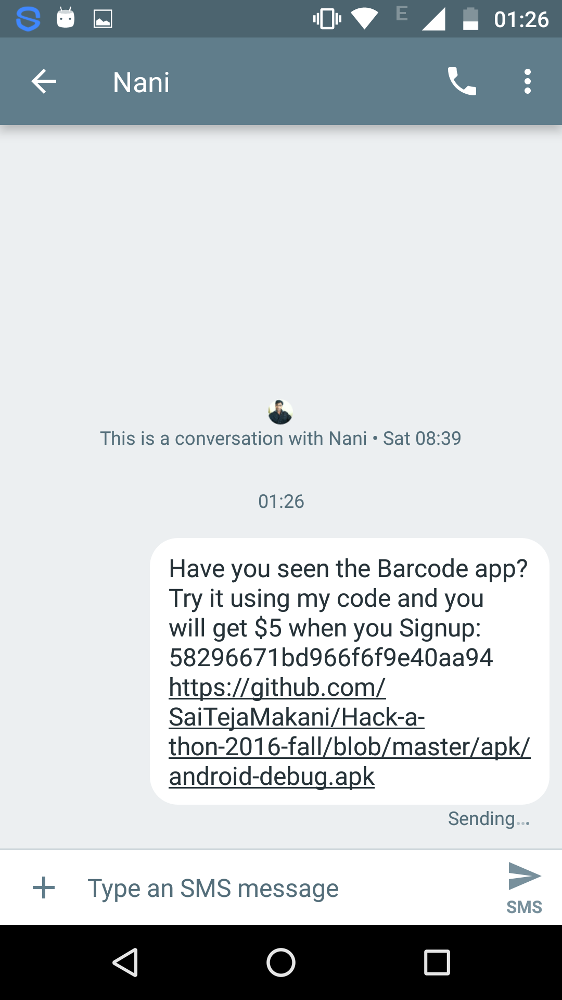 E 01:26
Nani
This is a conversation with Nani • Sat 08:39
01:26
Have you seen the Barcode app?
Try it using my code and you
will get $5 when you Signup:
58296671bd966f6f9e40aa94
https://github.com/
SaiTejaMakani/Hack-a-
thon-2016-fall/blob/master/apk/
android-debug.apk
Sending...
Type an SMS message
SMS